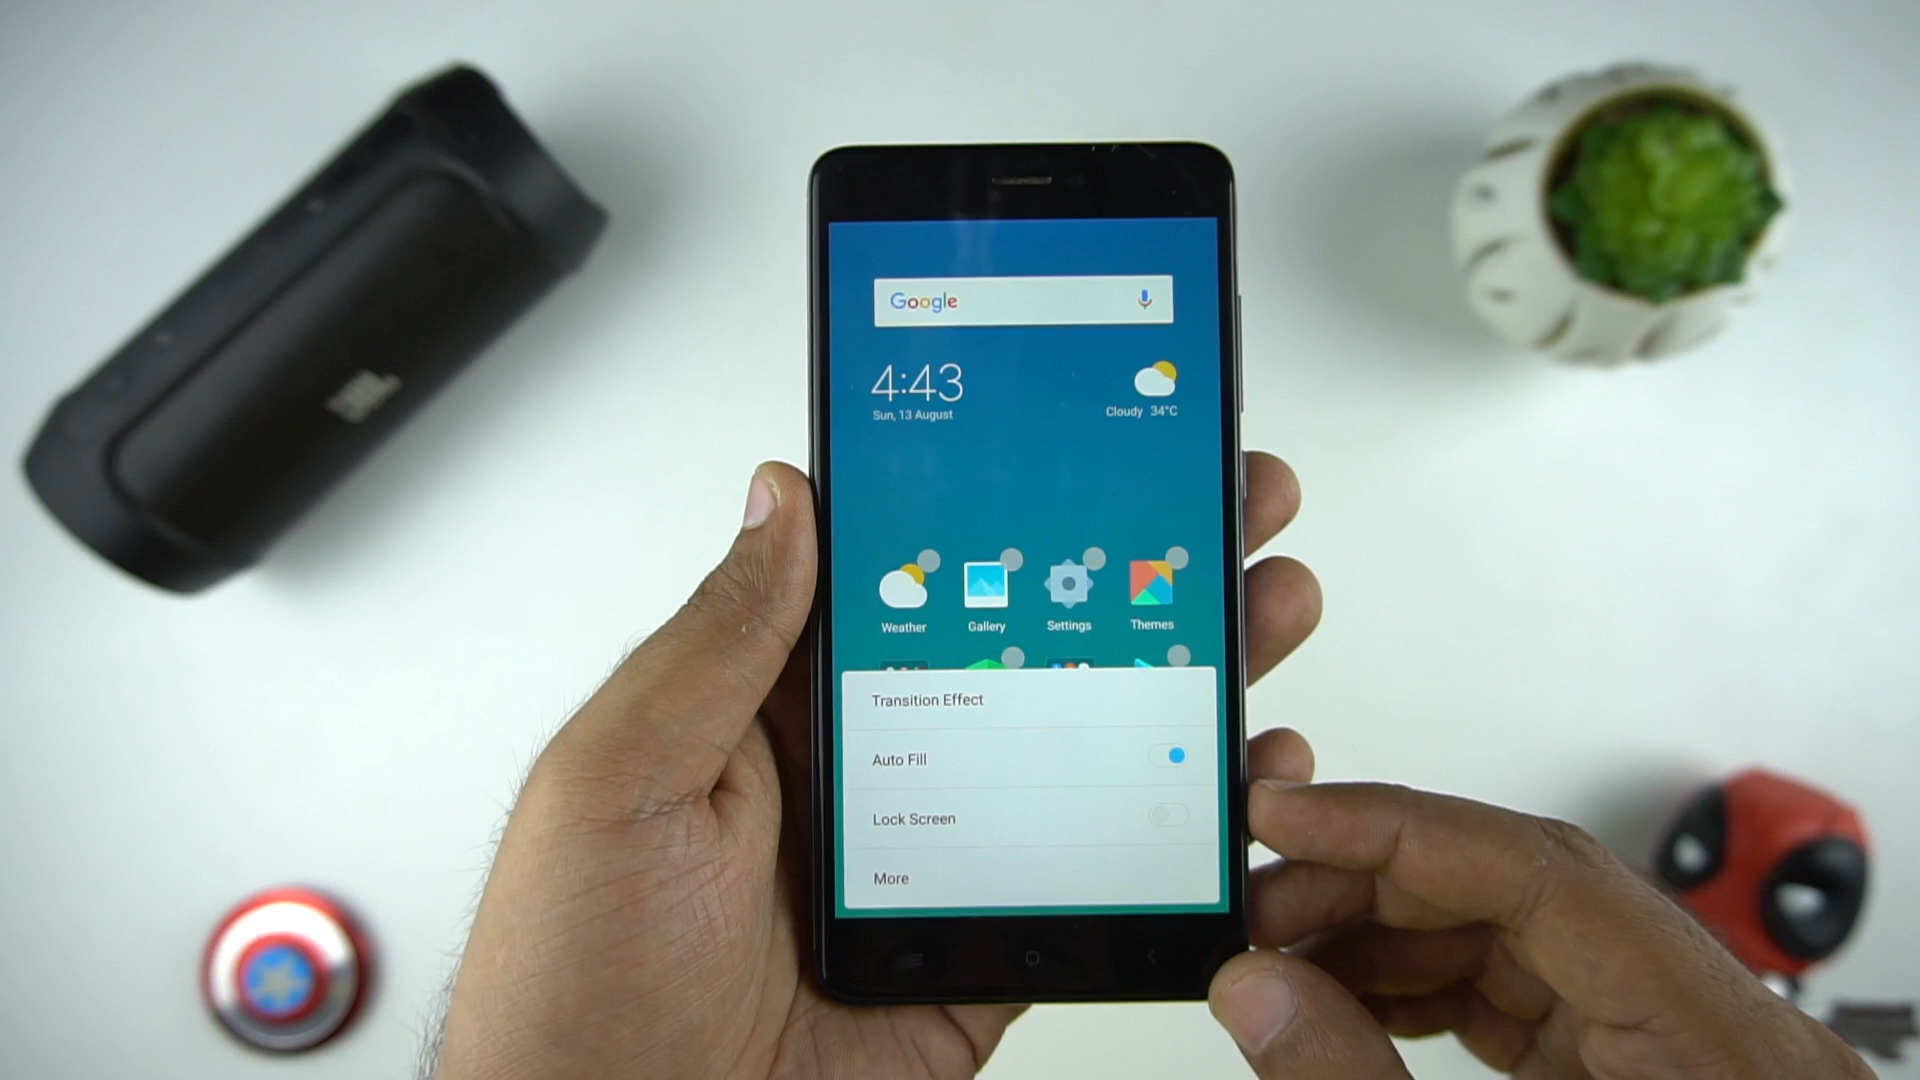 JBL
Google
4:43
Sun, 13 August
Cloudy 34°C
Weather Gallery Settings Themes
Transition Effect
Auto Fill
Lock Screen
More